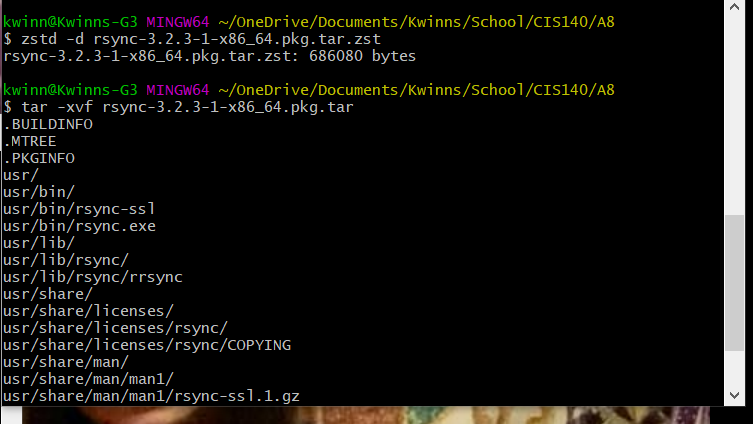 kwinn@Kwinns-G3 MINGW64 ~/OneDrive/Documents/Kwinns/School/CIS140/A8
$ zstd -d rsync-3.2.3-1-x86_64.pkg.tar.zst
rsync-3.2.3-1-x86_64.pkg.tar.zst: 686080 bytes
kwinn@Kwinns-G3 MINGW64 ~/OneDrive/Documents/Kwinns/School/CIS140/A8
$ tar -xvf rsync-3.2.3-1-x86_64.pkg.tar
.BUILDINFO
.MTREE
.PKGINFO
usr/
usr/bin/
usr/bin/rsync-ssl
usr/bin/rsync.exe
usr/lib/
usr/lib/rsync/
usr/lib/rsync/rrsync
usr/share/
usr/share/licenses/
usr/share/licenses/rsync/
usr/share/licenses/rsync/COPYING
usr/share/man/
usr/share/man/man1/
usr/share/man/man1/rsync-ssl.1.gz